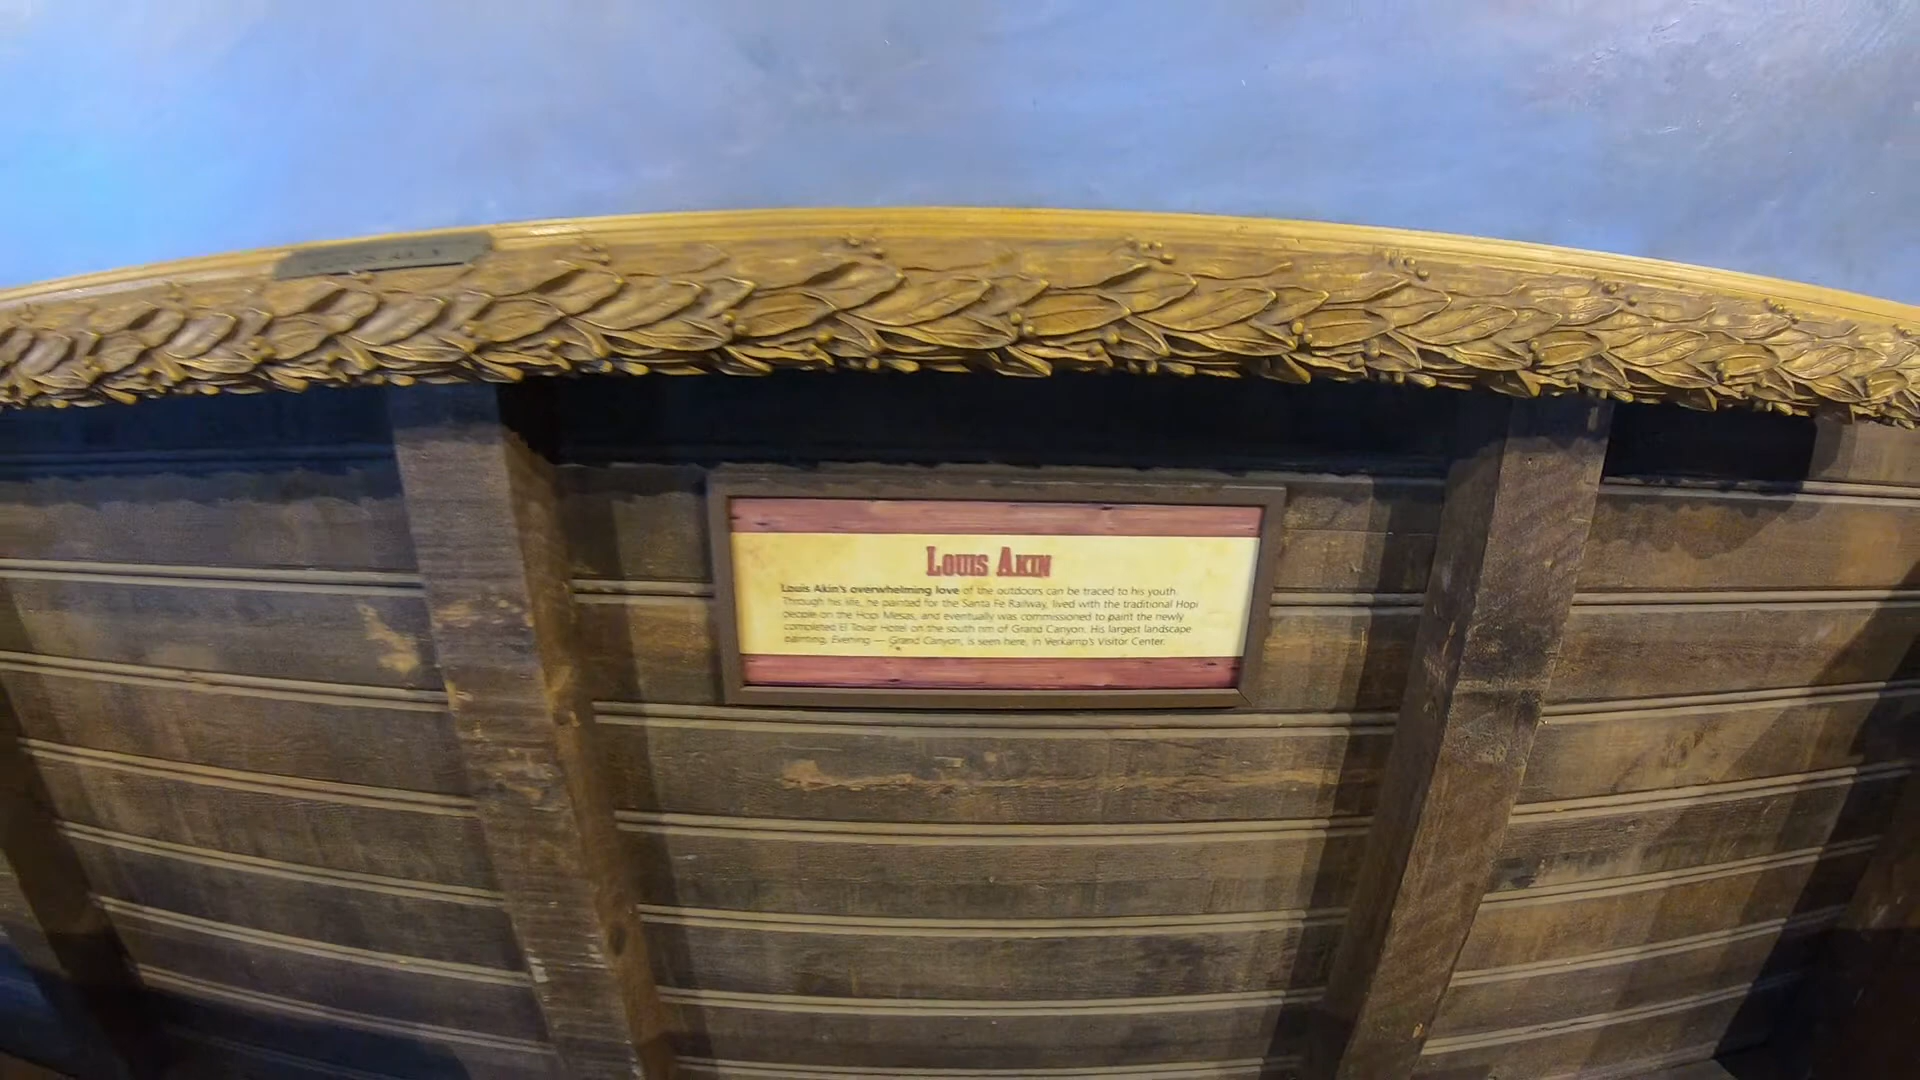 LOUIS AKIN
Louis Akin's overwhelming love of the outdoors can be traced to his youth.
Through his life, he painted for the Santa Fe Railway, lived with the traditional Hopi
people on the Hopi Mesas, and eventually was commissioned to paint the newly
completed El Tovar Hotel on the south rim of Grand Canyon. His largest landscape
painting, Evening — Grand Canyon, is seen here, in Verkamp's Visitor Center.